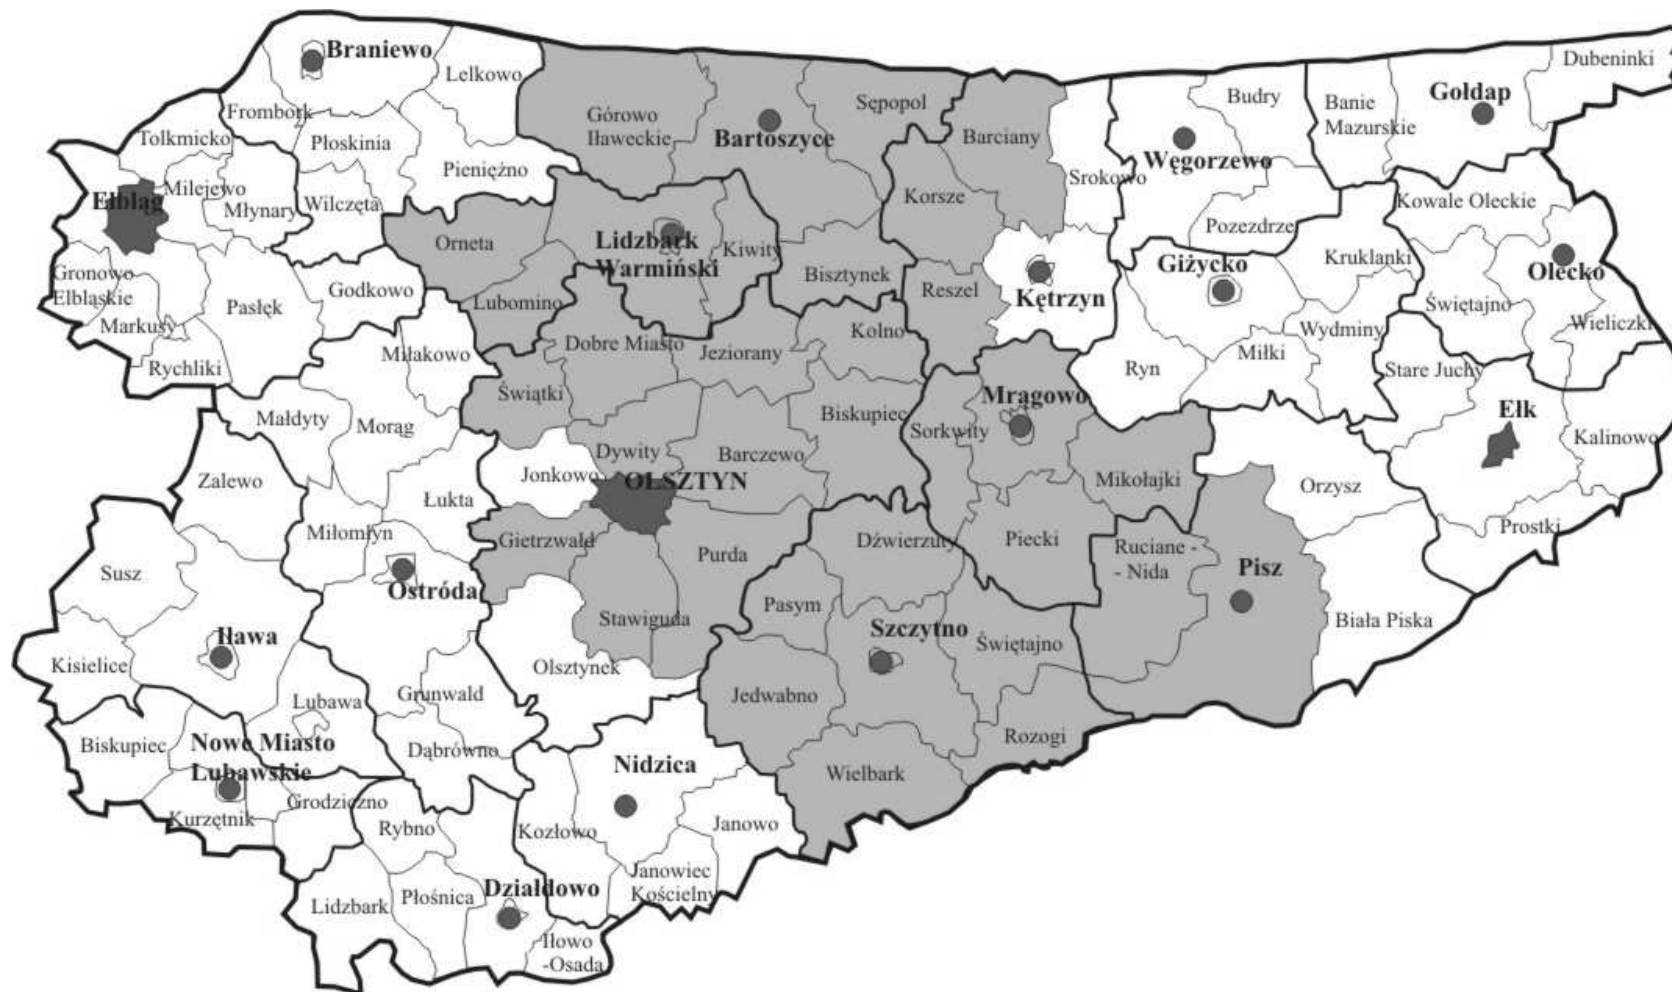 Braniewo
Lelkowo
Dubeninki
Gołdap
Frombork
Górowo
Iławeckie
Sępopol
Bartoszyce
Barciany
Budry
Banie
Mazurskie
Tolkmicko
Płoskinia
Pieniężno
Węgorzewo
Srokowo
Milejewo
Elbląg
Młynary
Wilczęta
Korsze
Kowale Oleckie
Pozezdrze
Orneta
Lidzbark
Warmiński
Kiwity
Bisztynek
Giżycko
Kruklanki
Olecko
Gronowo
Elbląskie
Godkowo
Reszel
Kętrzyn
Pasłęk
Lubomino
Świętajno
Markusy
Wieliczki
Kolno
Wydminy
Dobre Miasto
Jeziorany
Miłakowo
Miłki
Rychliki
Ryn
Stare Juchy
Świątki
Mrągowo
Ełk
Małdyty
Morąg
Biskupiec
Sorkwity
Kalinowo
Dywity
Barczewo
Jonkowo
Zalewo
OLSZTYN
Mikołajki
Orzysz
Łukta
Prostki
Miłomłyn
Gietrzwałd
Dźwierzuty
Piecki
Purda
Ruciane -
- Nida
Susz
Pisz
Ostróda
Pasym
Stawiguda
Biała Piska
Szczytno
Iława
Świętajno
Kisielice
Olsztynek
Grunwald
Jedwabno
Lubawa
Biskupiec
Nowe Miasto
Lubawskie
Dąbrówno
Rozogi
Nidzica
Wielbark
Grodziczno
Kurzętnik
Rybno
Kozłowo
Janowo
Janowiec
Kościelny
Działdowo
Płośnica
Lidzbark
Iłowo
-Osada